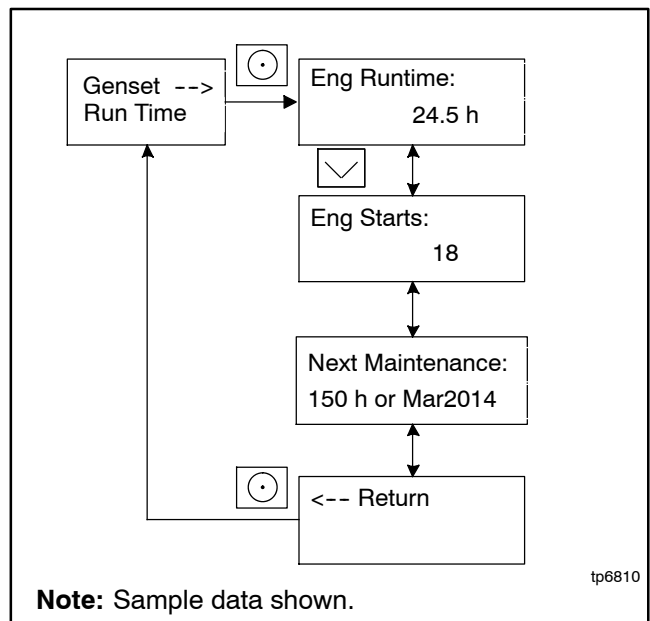 Genset -->
Run Time
Eng Runtime:
24.5 h
Eng Starts:
18
Next Maintenance:
150 h or Mar2014
<-- Return
tp6810
Note: Sample data shown.